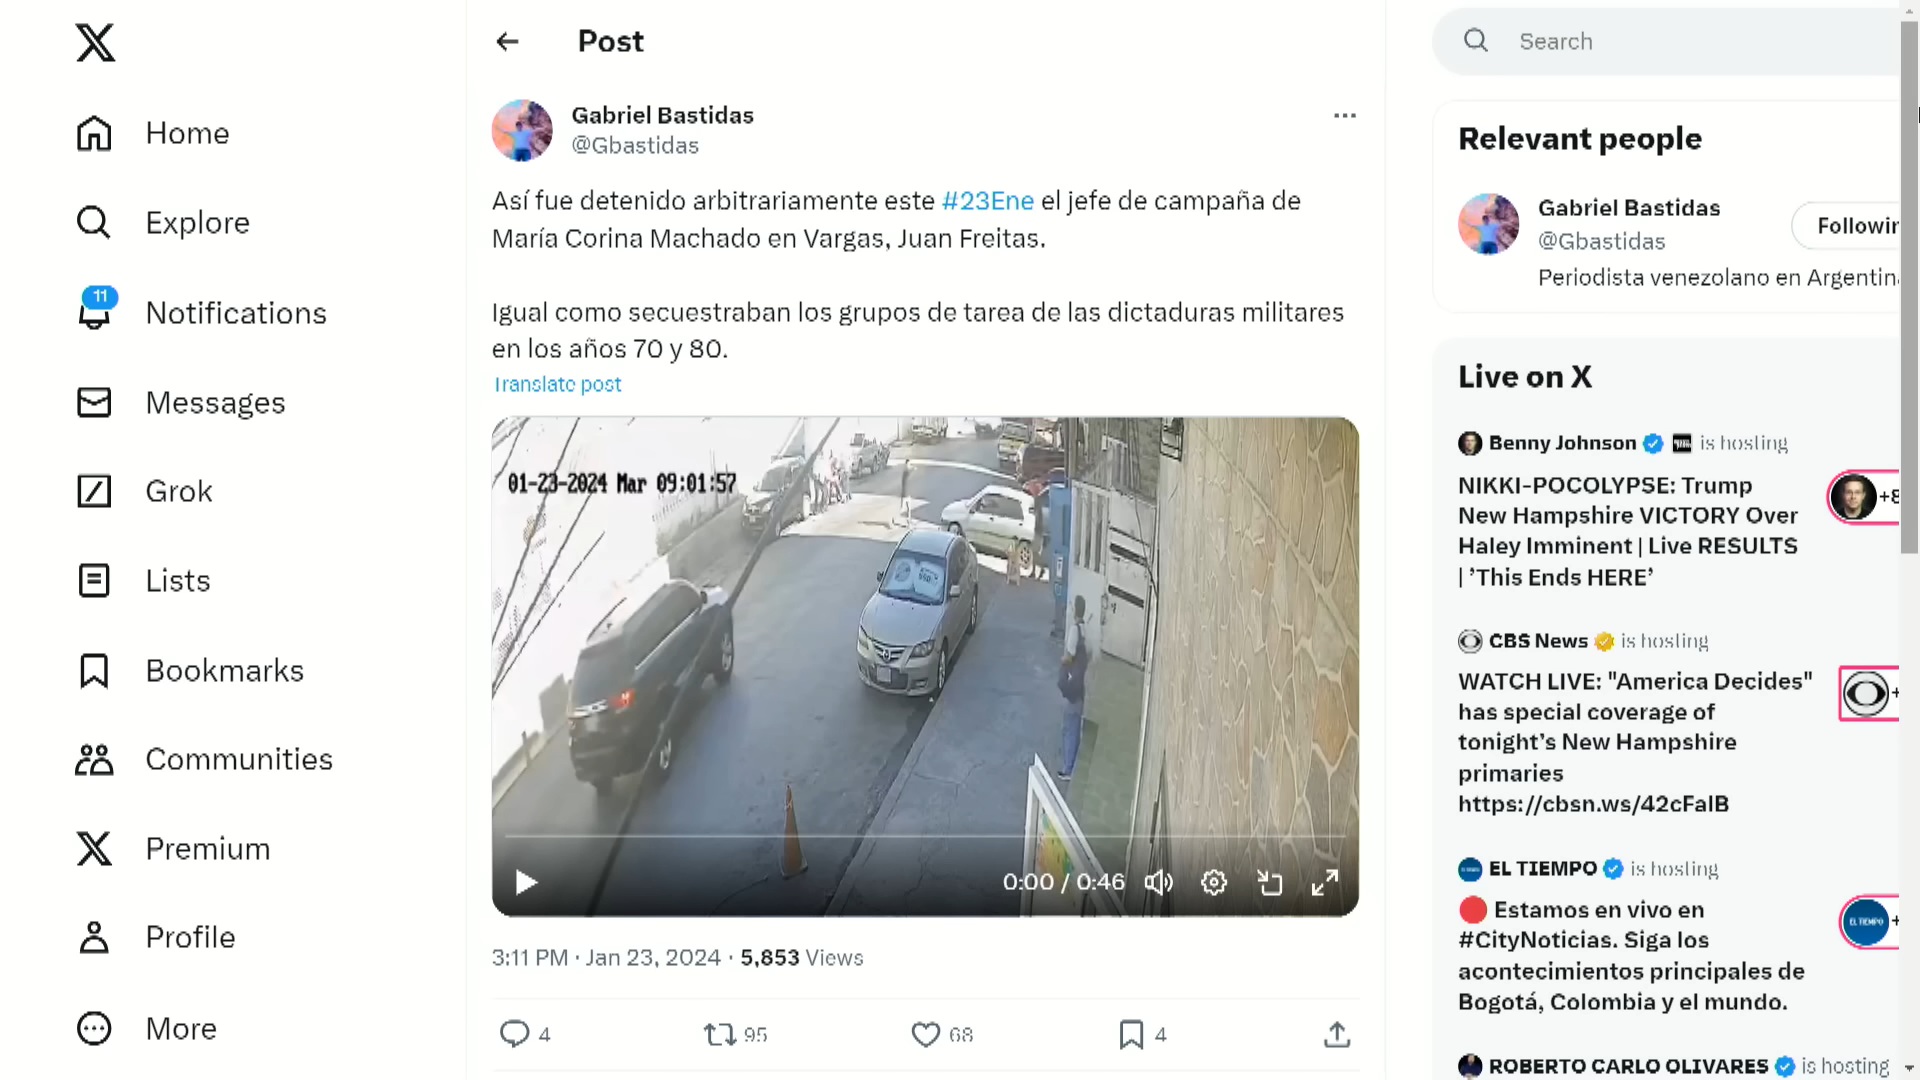 Home
Explore
11
Notifications
Messages
Grok
Lists
Bookmarks
Communities
Premium
Profile
More
Post
Gabriel Bastidas
@Gbastidas
Así fue detenido arbitrariamente este #23Ene el jefe de campaña de
María Corina Machado en Vargas, Juan Freitas.
Igual como secuestraban los grupos de tarea de las dictaduras militares
en los años 70 y 80.
Translate post
01-23-2024 Mar 09:01:57
0:00 / 0:46
3:11 PM · Jan 23, 2024 · 5,853 Views
4 95 68 4
Search
Relevant people
Gabriel Bastidas
@Gbastidas
Followin
Periodista venezolano en Argentina
Live on X
Benny Johnson is hosting
NIKKI-POCOLYPSE: Trump
New Hampshire VICTORY Over
Haley Imminent | Live RESULTS
| ’This Ends HERE’
+8
CBS News is hosting
WATCH LIVE: "America Decides"
has special coverage of
tonight’s New Hampshire
primaries
https://cbsn.ws/42cFalB
+
EL TIEMPO is hosting
Estamos en vivo en
#CityNoticias. Siga los
acontecimientos principales de
Bogotá, Colombia y el mundo.
EL TIEMPO
+
ROBERTO CARLO OLIVARES is hosting